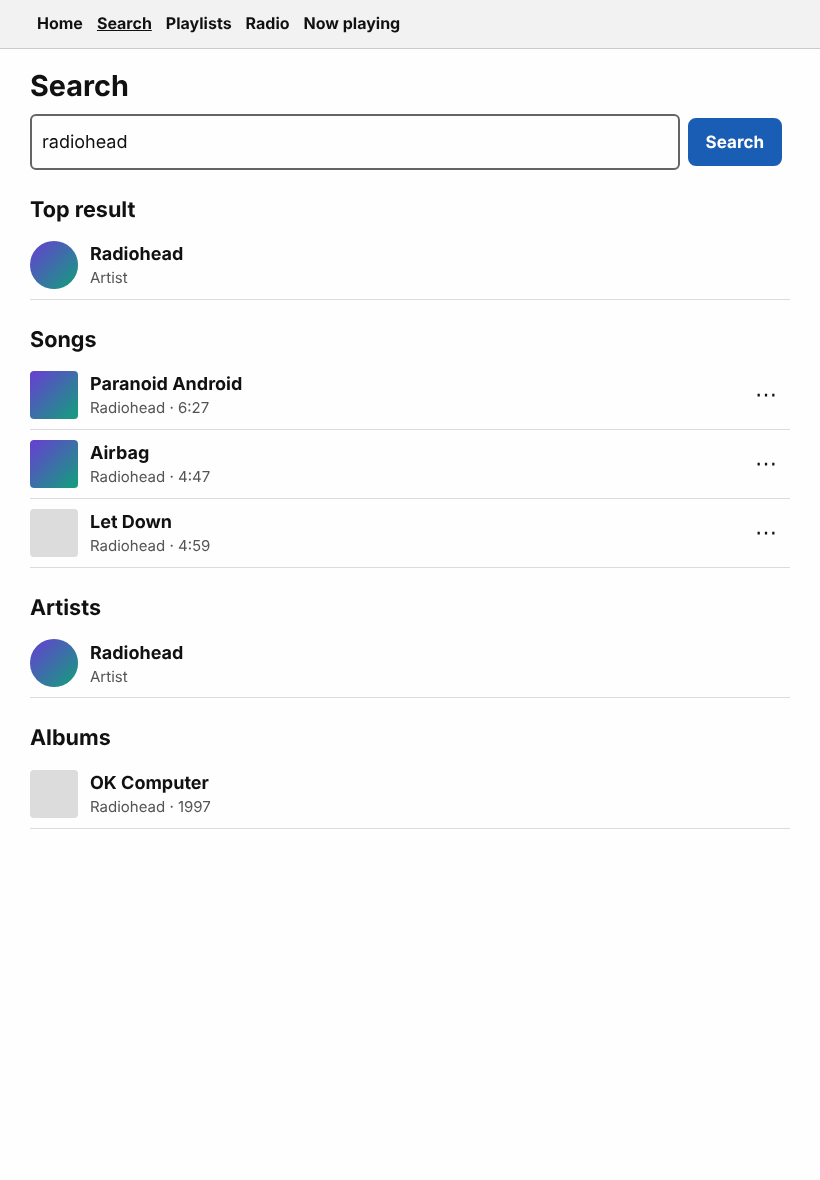 Home Search Playlists Radio Now playing
Search
radiohead Search
Top result
Radiohead
Artist
Songs
Paranoid Android
Radiohead · 6:27
...
Airbag
Radiohead · 4:47
...
Let Down
Radiohead · 4:59
...
Artists
Radiohead
Artist
Albums
OK Computer
Radiohead · 1997